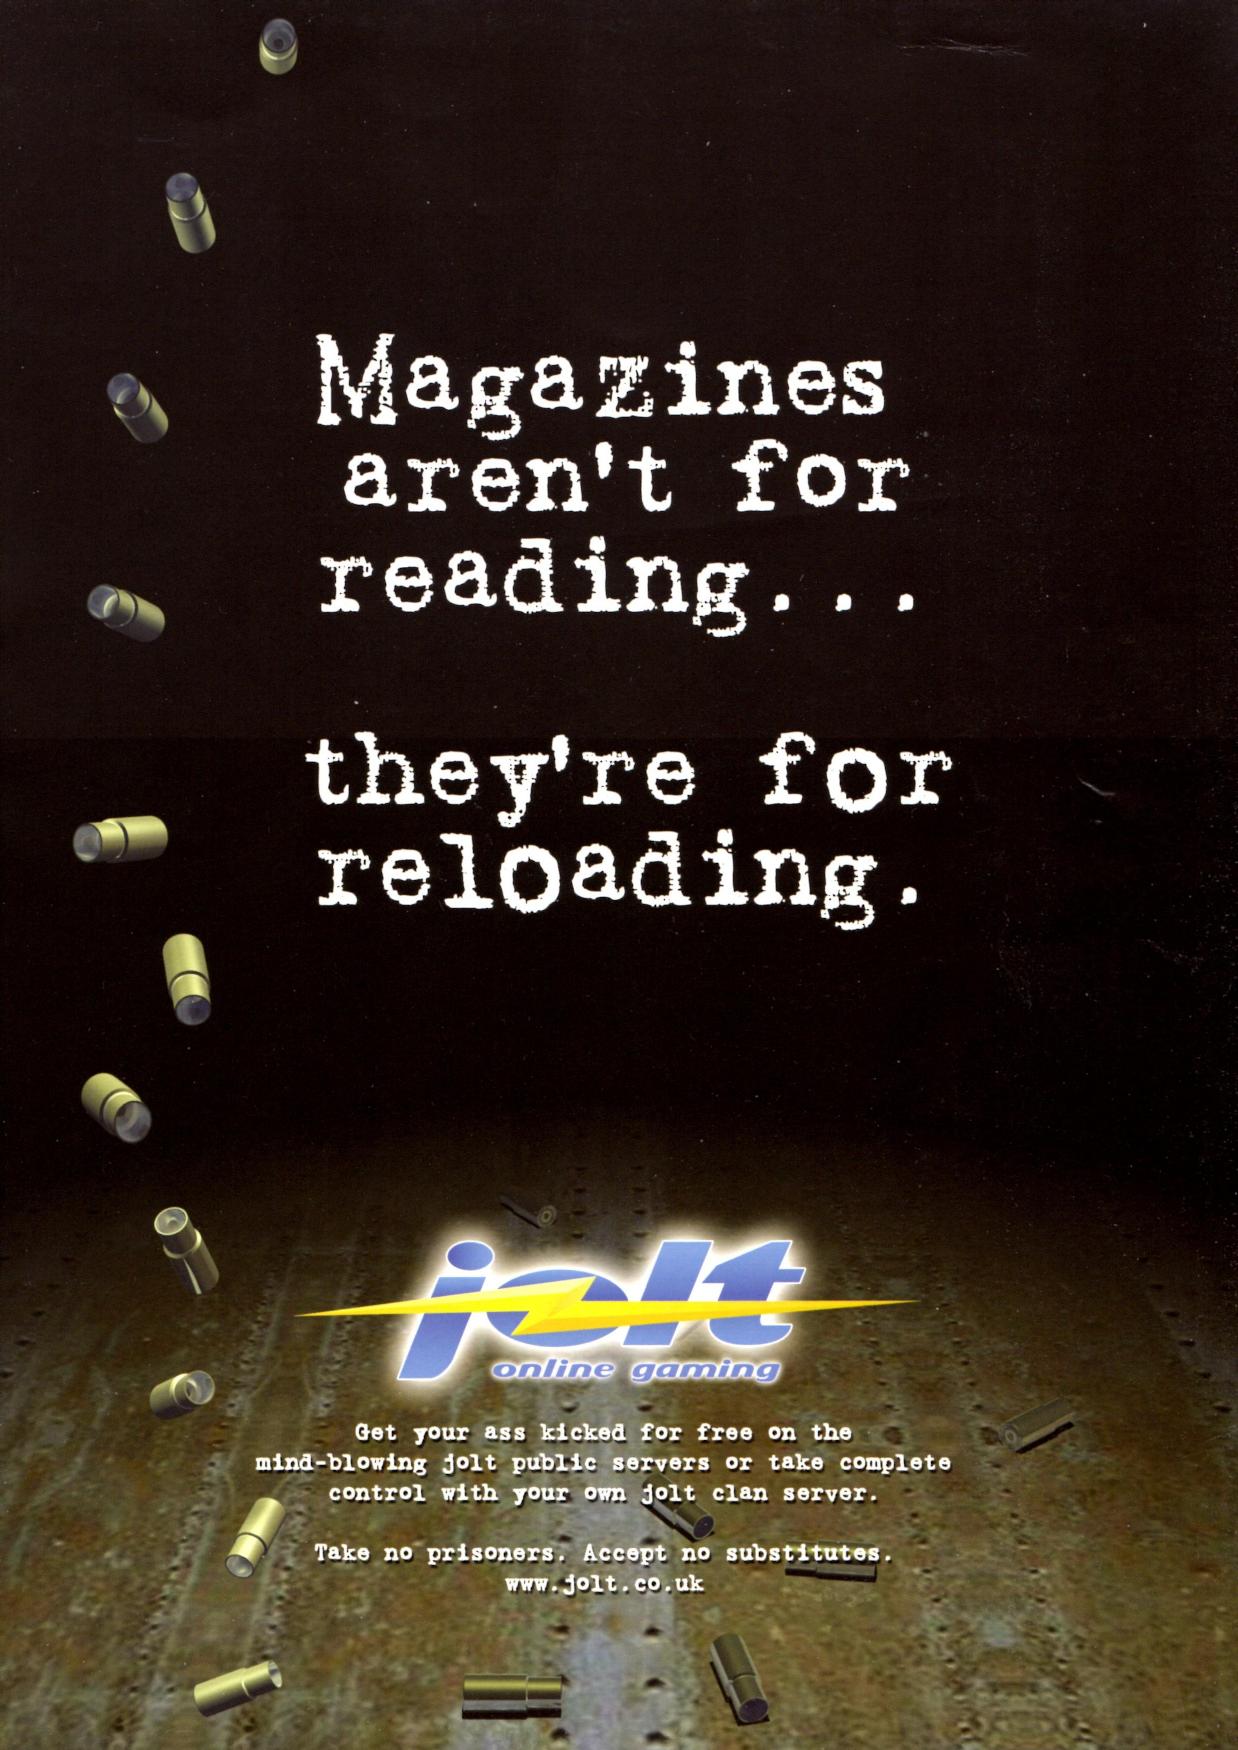 Magazines
aren't for
reading...
they're for
reloading.
jolt
online gaming
Get your ass kicked for free on the
mind-blowing jolt public servers or take complete
control with your own jolt clan server.
Take no prisoners. Accept no substitutes.
www.jolt.co.uk